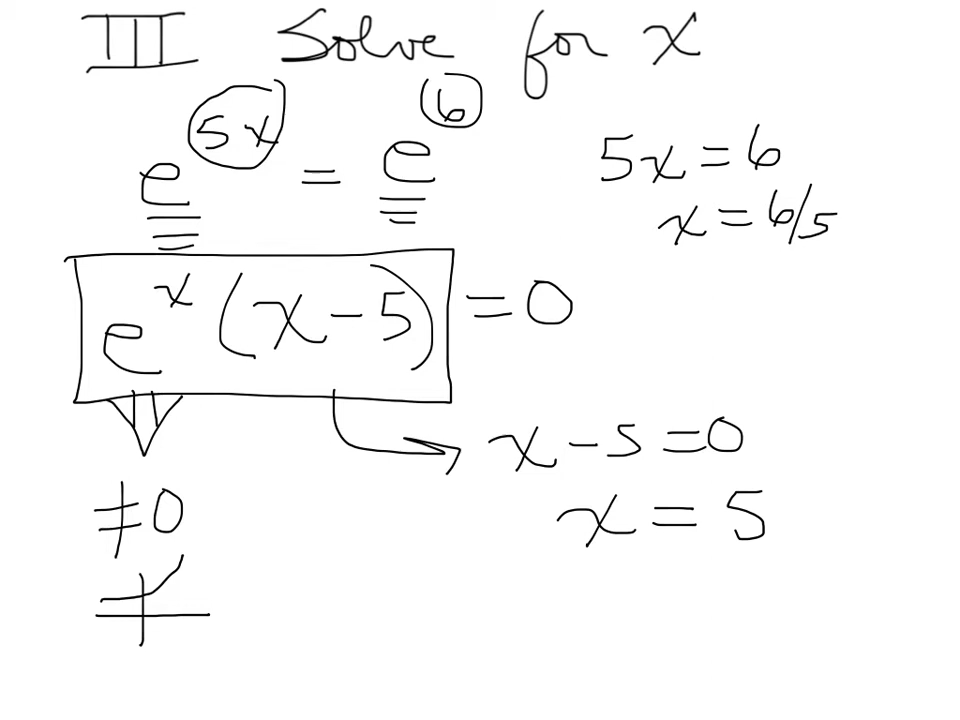 III Solve for x
e^{5x} = e^{6}
5x = 6
x = 6/5
e^{x}(x-5) = 0
x - 5 = 0
x = 5
≠0